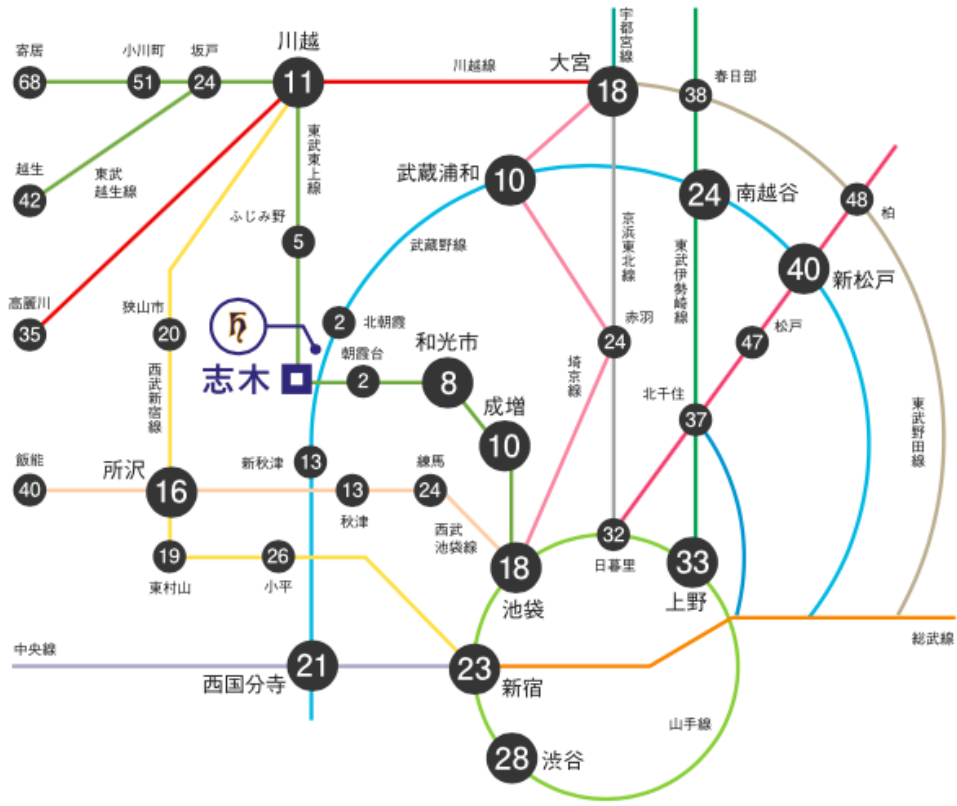 宇都宮線
川越
寄居
小川町
坂戸
68
51
24
11
川越線
大宮
18
春日部
38
東武東上線
越生
42
東武
越生線
武蔵浦和
10
24
南越谷
48
柏
ふじみ野
5
武蔵野線
京浜東北線
東武伊勢崎線
40
新松戸
高麗川
35
狭山市
20
2
北朝霞
赤羽
24
松戸
47
志木
朝霞台
2
和光市
8
西武新宿線
埼京線
北千住
37
成増
10
東武野田線
飯能
40
所沢
16
新秋津
13
13
秋津
練馬
24
西武
池袋線
32
日暮里
33
上野
18
池袋
19
東村山
26
小平
総武線
中央線
21
西国分寺
23
新宿
山手線
28
渋谷